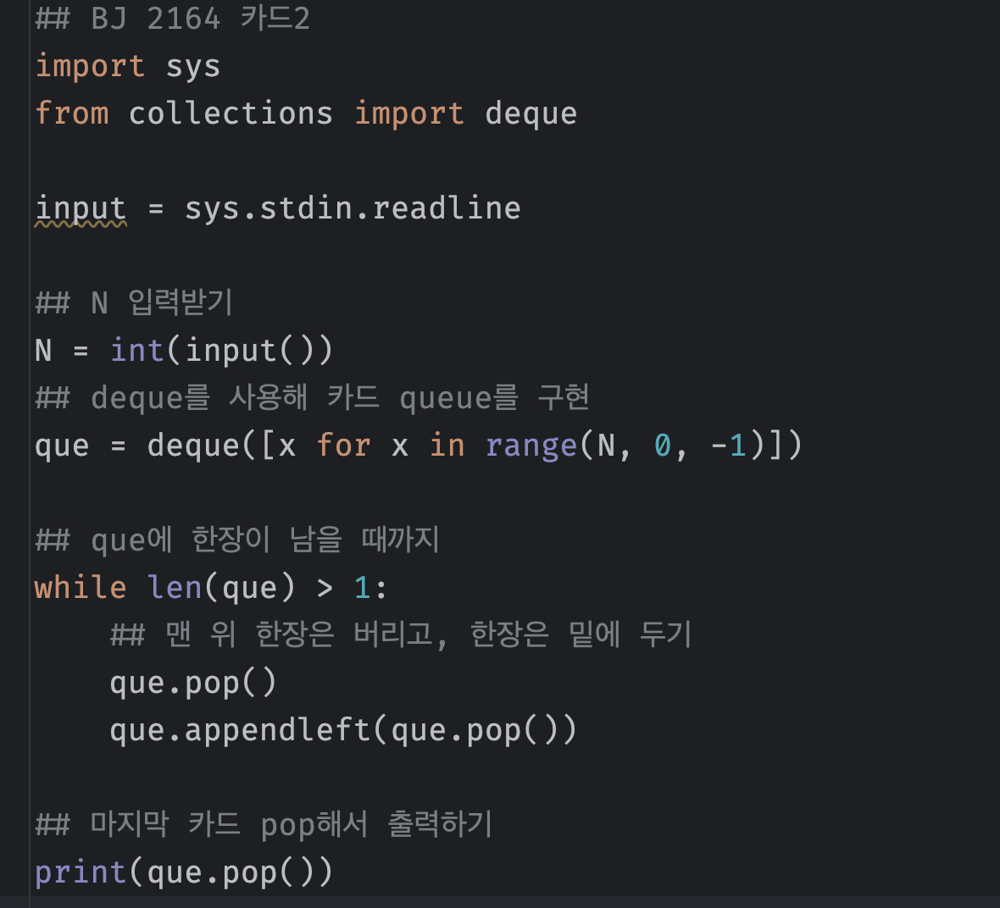 ## BJ 2164 카드2
import sys
from collections import deque

input = sys.stdin.readline

## N 입력받기
N = int(input())
## deque를 사용해 카드 queue를 구현
que = deque([x for x in range(N, 0, -1)])

## que에 한장이 남을 때까지
while len(que) > 1:
    ## 맨 위 한장은 버리고, 한장은 밑에 두기
    que.pop()
    que.appendleft(que.pop())

## 마지막 카드 pop해서 출력하기
print(que.pop())